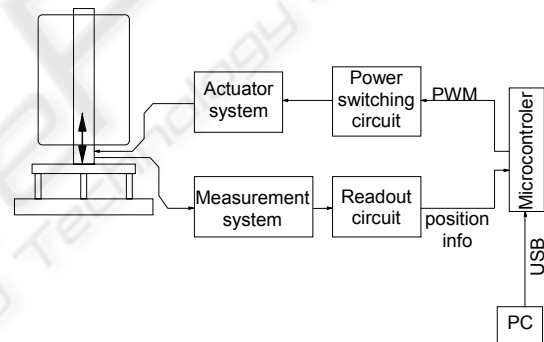 Actuator
system
Power
switching
circuit
PWM
Microcontroler
Measurement
system
Readout
circuit
position
info
USB
PC